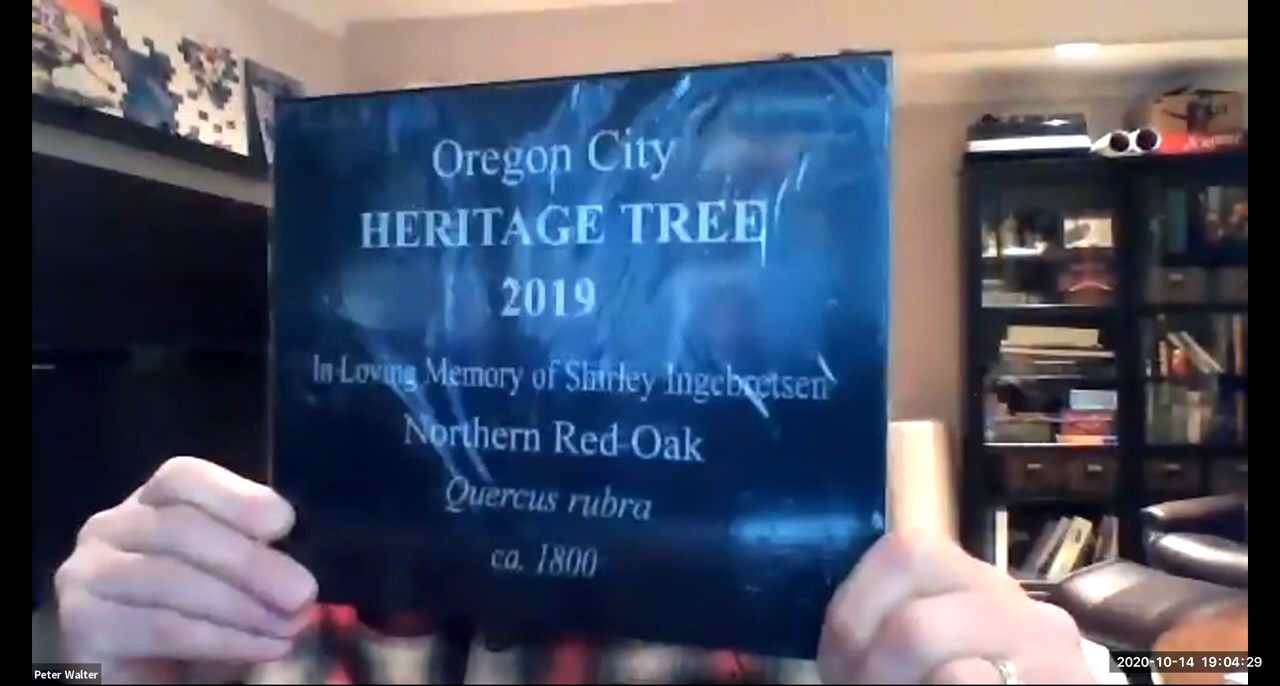 Oregon City
HERITAGE TREE
2019
In Loving Memory of Shirley Ingebretsen
Northern Red Oak
Quercus rubra
ca. 1800
Peter Walter
2020-10-14 19:04:29